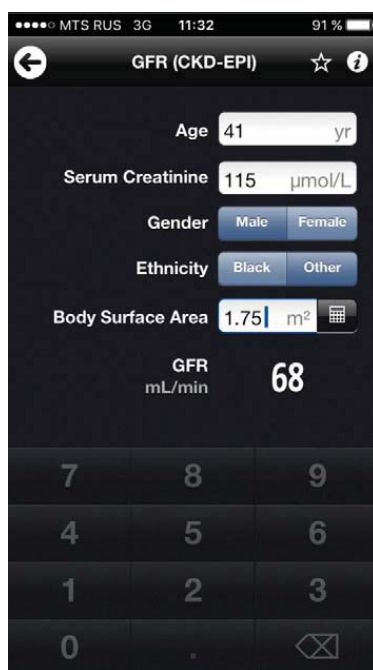 MTS RUS 3G 11:32 91 %
GFR (CKD-EPI)
Age 41 yr
Serum Creatinine 115 µmol/L
Gender Male Female
Ethnicity Black Other
Body Surface Area 1.75 m²
GFR 68
mL/min
7 8 9
4 5 6
1 2 3
0 .